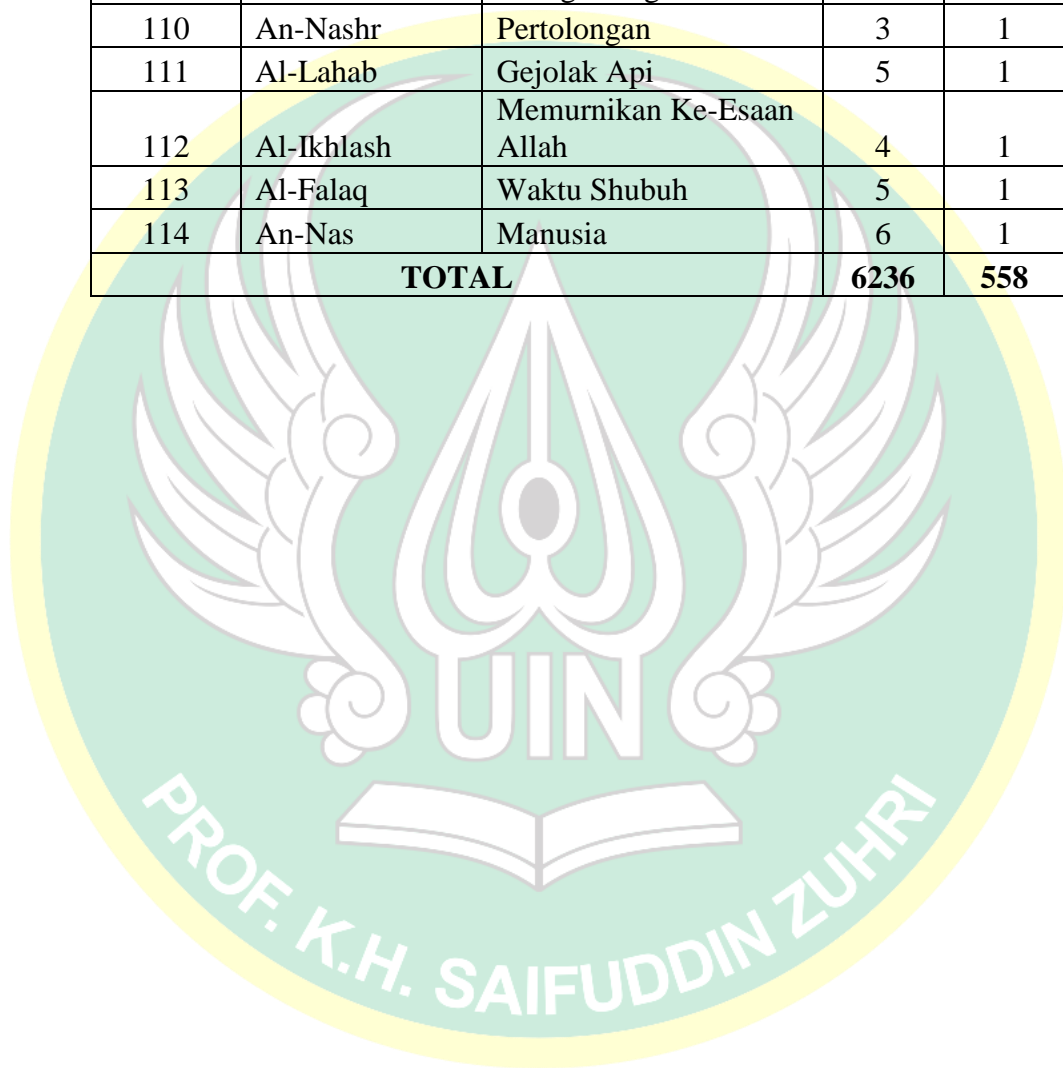 110 An-Nashr Pertolongan 3 1
111 Al-Lahab Gejolak Api 5 1
Memurnikan Ke-Esaan
112 Al-Ikhlash Allah 4 1
113 Al-Falaq Waktu Shubuh 5 1
114 An-Nas Manusia 6 1
TOTAL 6236 558
UIN
PROF. K.H. SAIFUDDIN ZUHRI